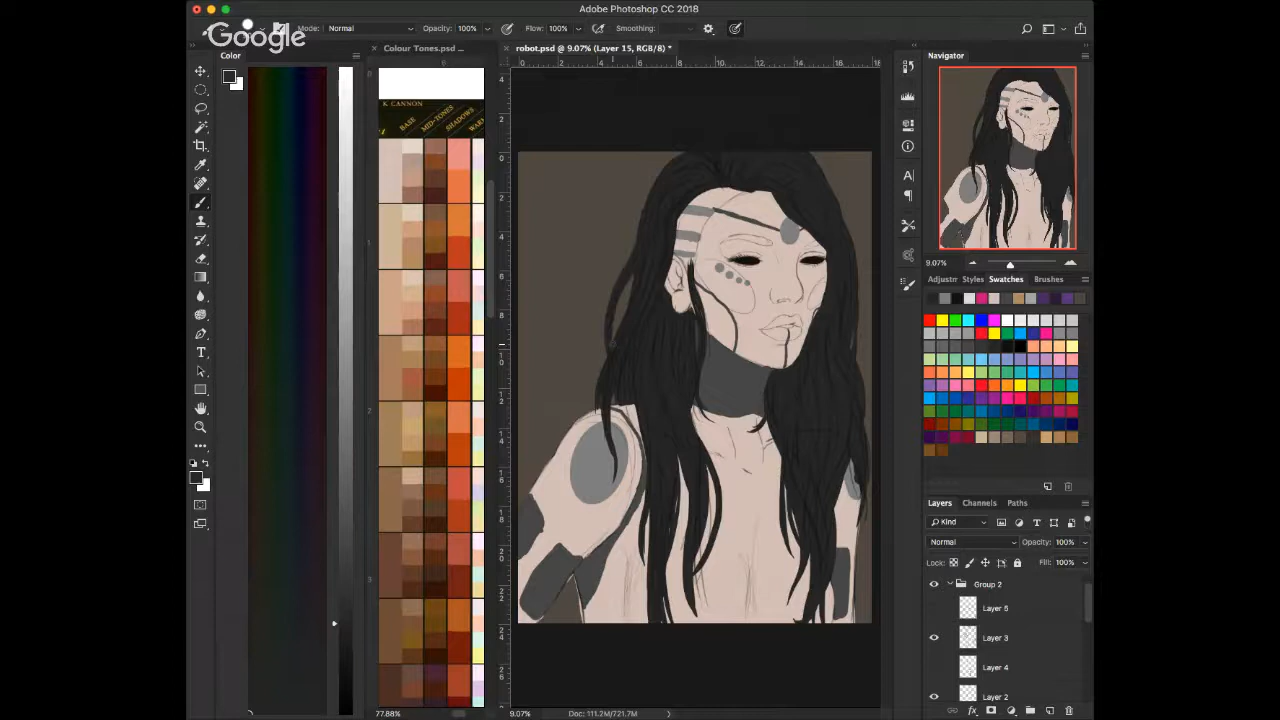 Adobe Photoshop CC 2018
Google
Mode: Normal
Opacity: 100%
Flow: 100%
Smoothing:
Color
Colour Tones.psd ...
robot.psd @ 9.07% (Layer 15, RGB/8) *
Navigator
K CANNON
BASE
MID-TONES
SHADOWS
9.07%
Adjustm
Styles
Swatches
Brushes
Layers
Channels
Paths
Kind
Normal
Opacity: 100%
Lock:
Fill: 100%
Group 2
Layer 5
Layer 3
Layer 4
Layer 2
77.88%
9.07%
Doc: 111.2M/721.7M